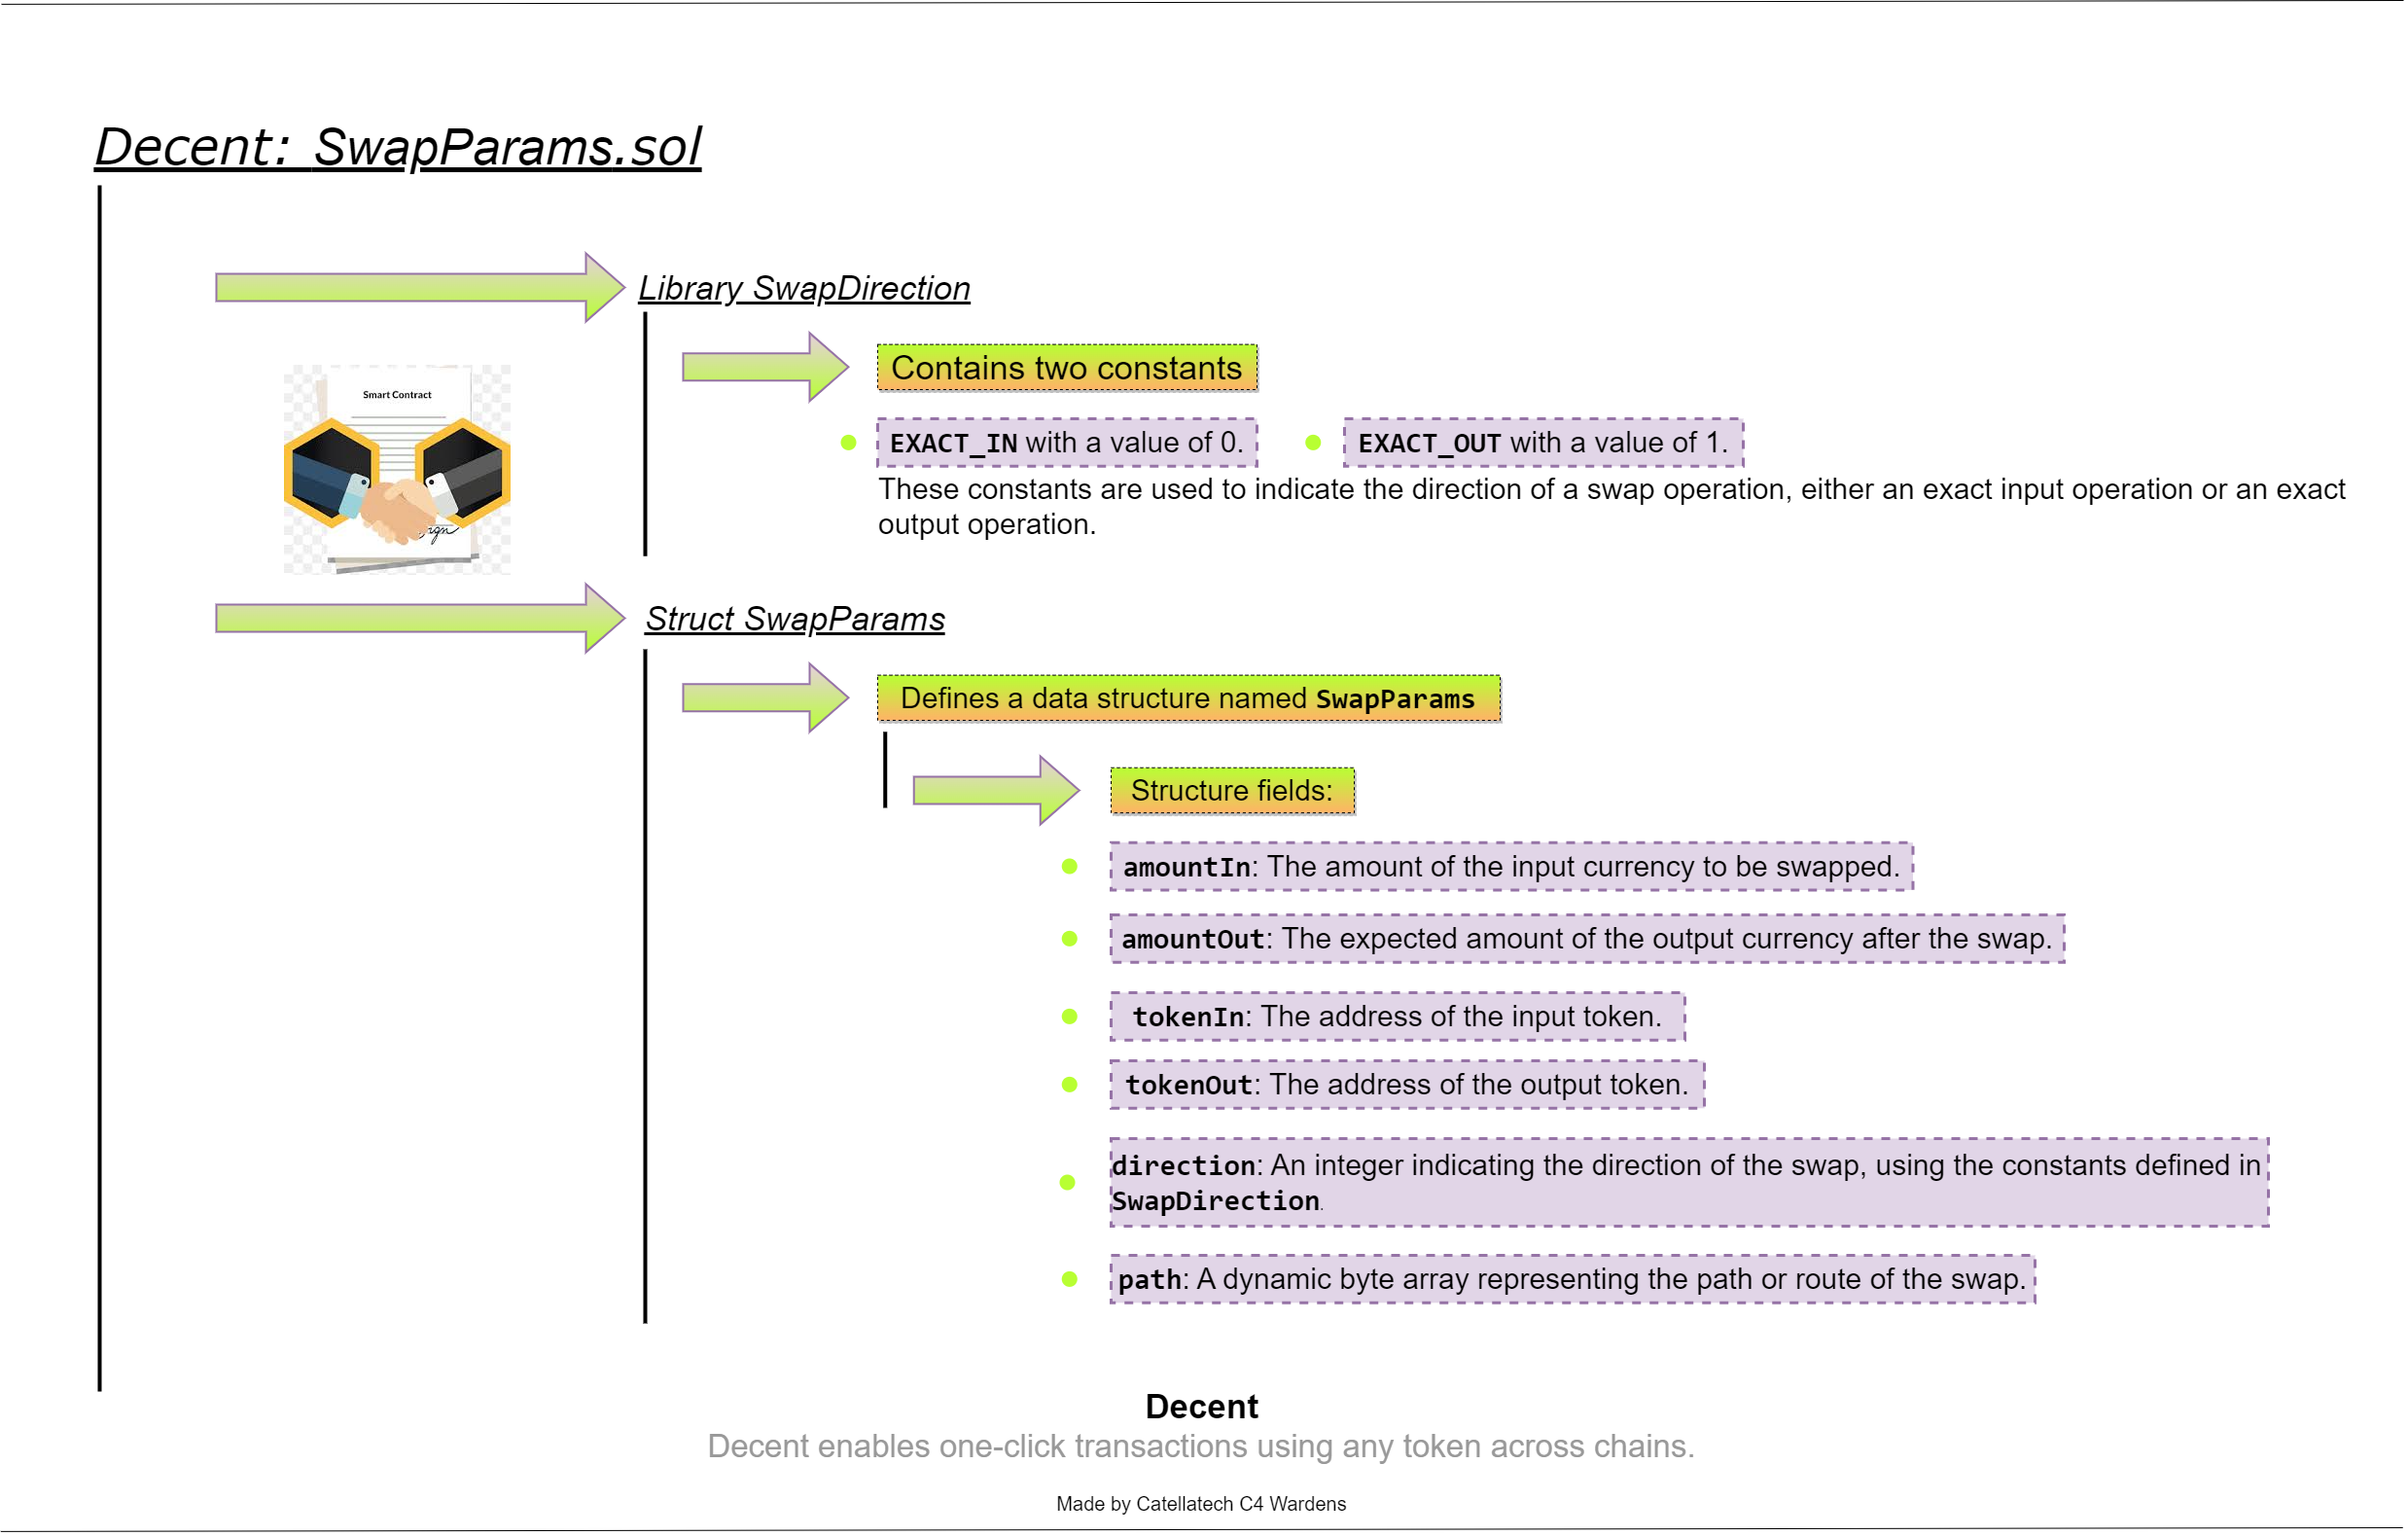 Decent: SwapParams.sol
Library SwapDirection
Contains two constants
Smart Contract
EXACT_IN with a value of 0.
EXACT_OUT with a value of 1.
These constants are used to indicate the direction of a swap operation, either an exact input operation or an exact
output operation.
Struct SwapParams
Defines a data structure named SwapParams
Structure fields:
amountIn: The amount of the input currency to be swapped.
amountOut: The expected amount of the output currency after the swap.
tokenIn: The address of the input token.
tokenOut: The address of the output token.
direction: An integer indicating the direction of the swap, using the constants defined in
SwapDirection.
path: A dynamic byte array representing the path or route of the swap.
Decent
Decent enables one-click transactions using any token across chains.
Made by Catellatech C4 Wardens